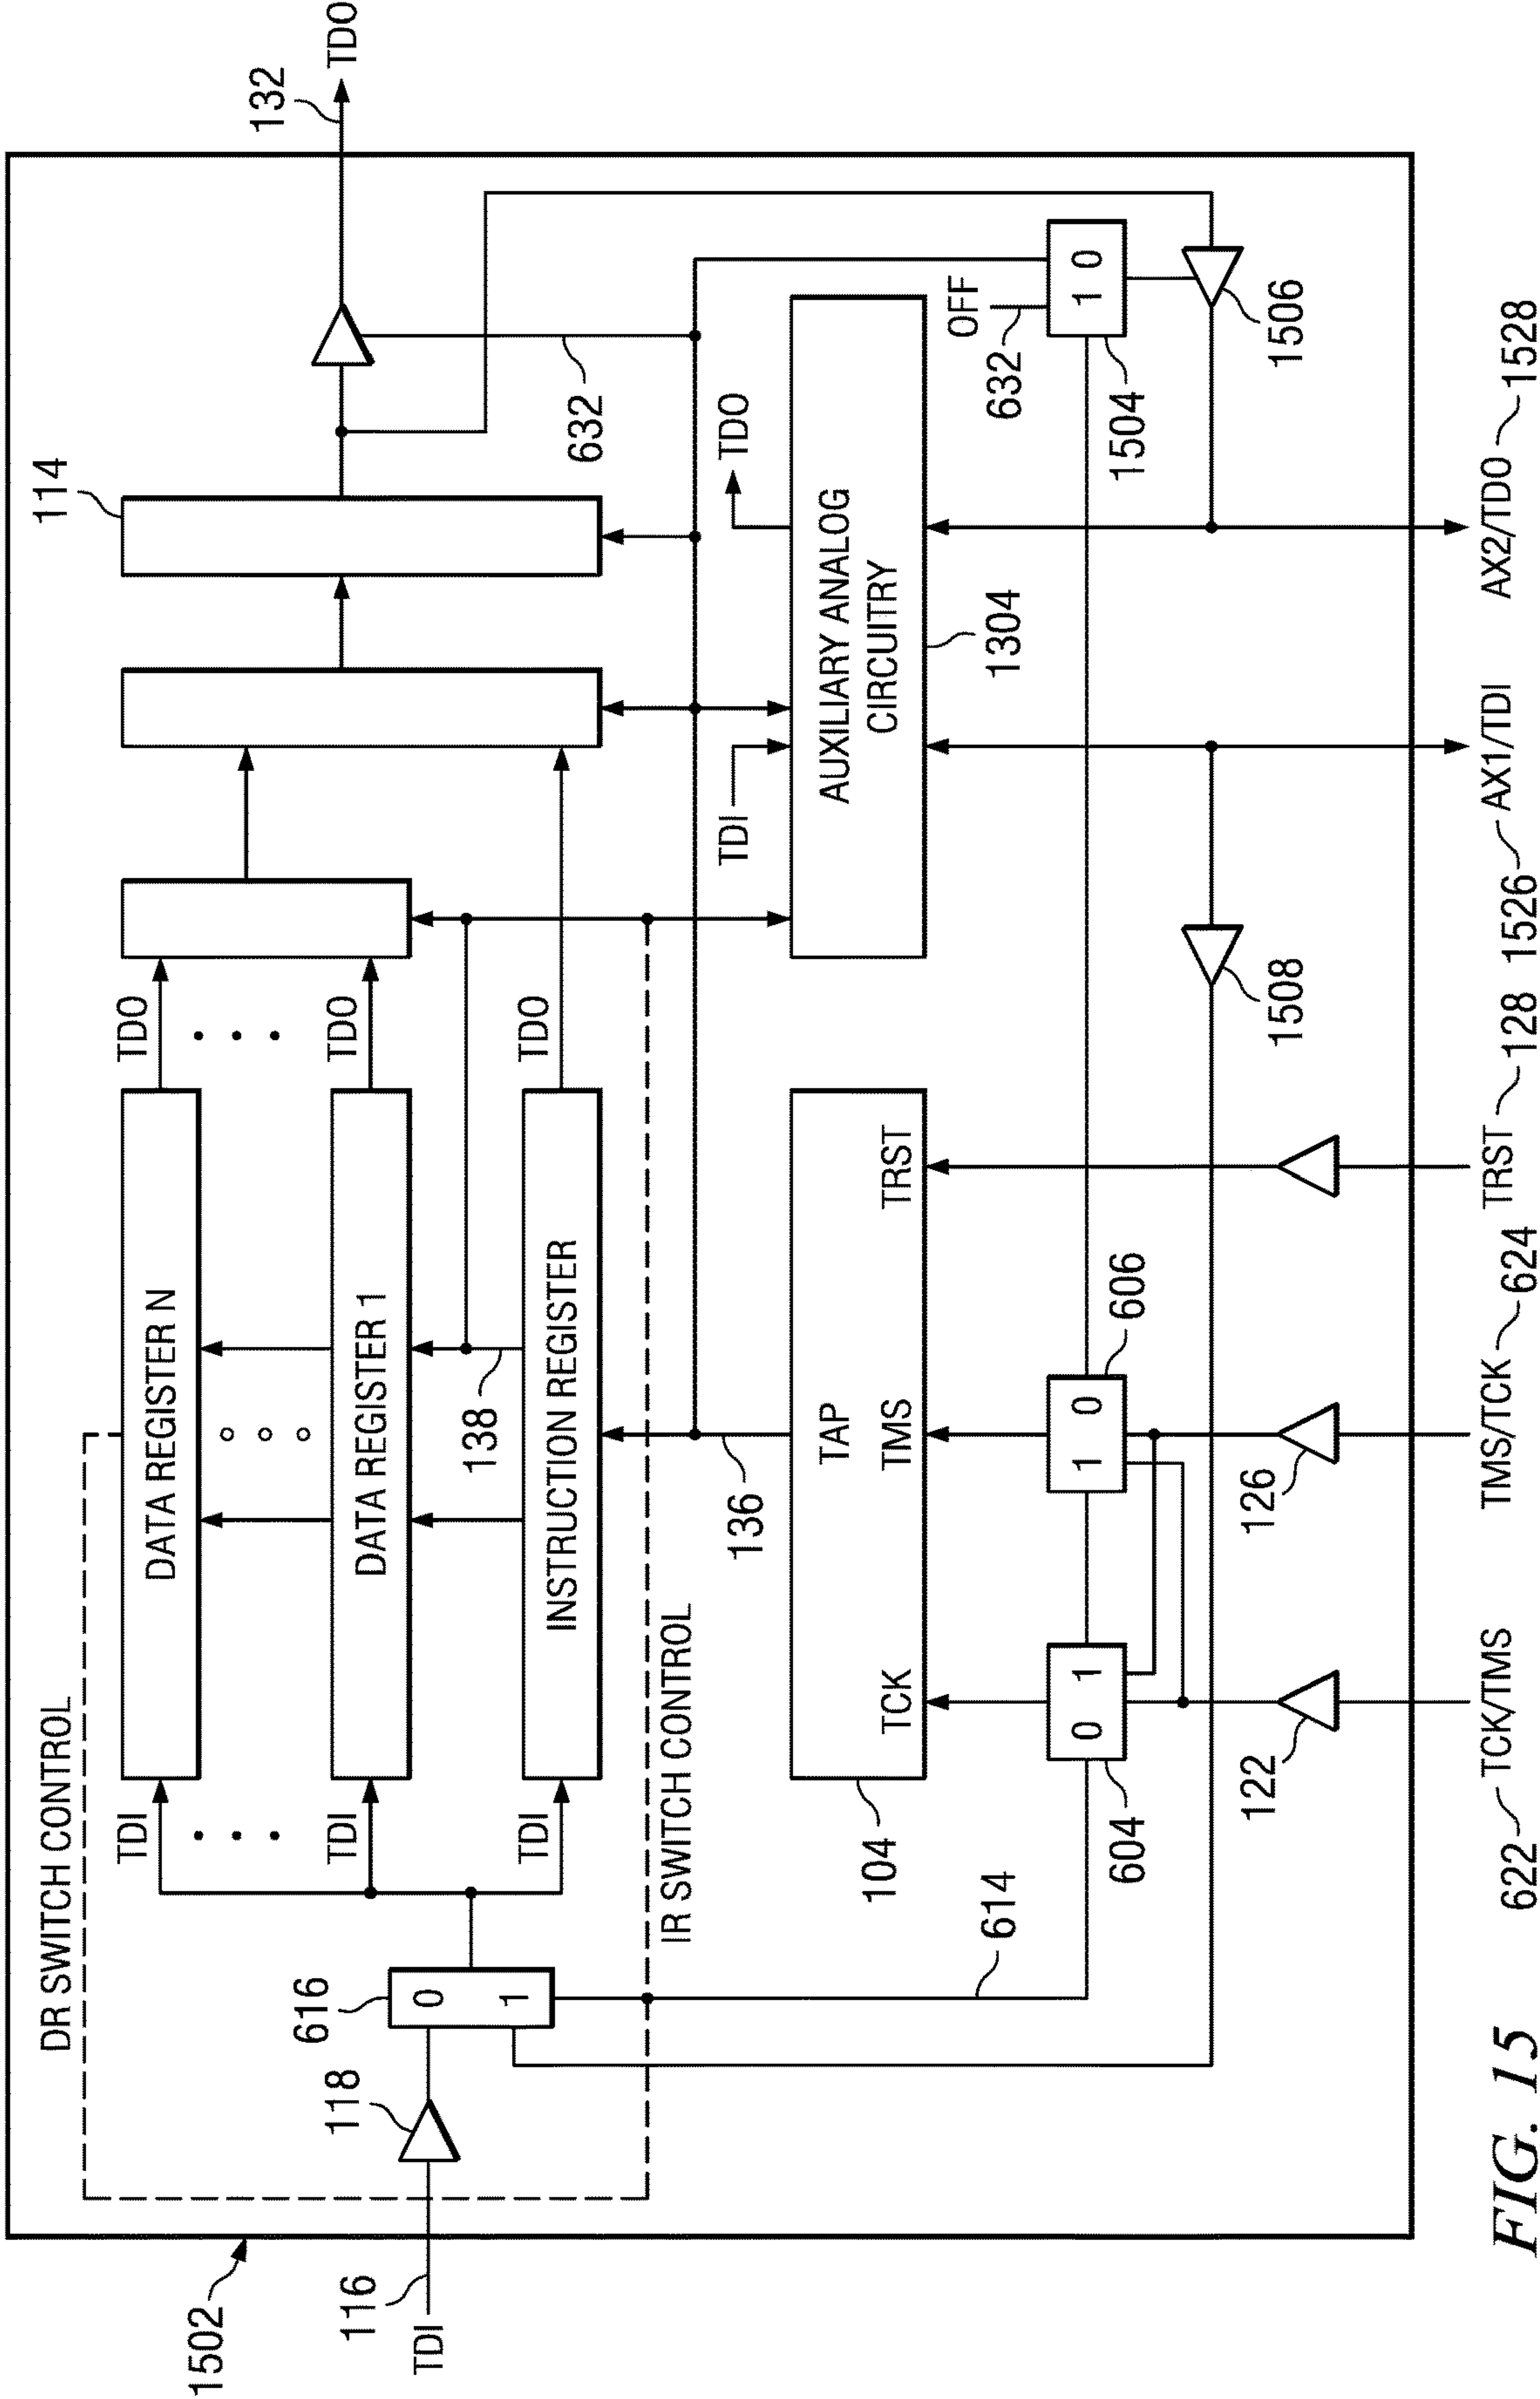 1502
TDI
116
118
616
0
1
DR SWITCH CONTROL
IR SWITCH CONTROL
TDI
TDI
TDI
DATA REGISTER N
DATA REGISTER 1
INSTRUCTION REGISTER
138
TDO
TDO
TDO
114
632
132
TDO
614
104
136
TAP
TCK
TMS
TRST
604
0
1
606
1
0
TDI
AUXILIARY ANALOG
CIRCUITRY
1304
TDO
OFF
632
1
0
1504
1506
1508
122
126
622
TCK/TMS
TMS/TCK
624
TRST
128
1526
AX1/TDI
AX2/TDO
1528
FIG. 15